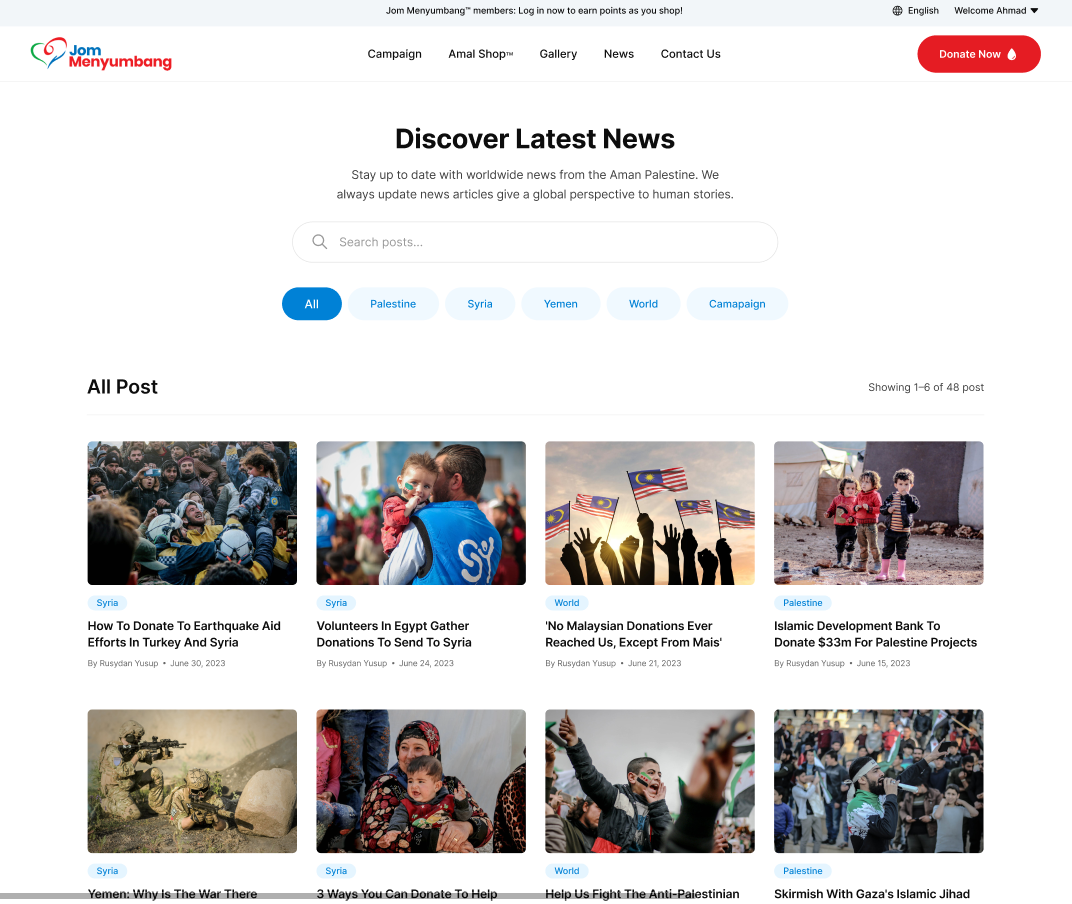 Jom Menyumbang™ members: Log in now to earn points as you shop!
English
Welcome Ahmad
Jom
Menyumbang
Campaign
Amal Shop™
Gallery
News
Contact Us
Donate Now
Discover Latest News
Stay up to date with worldwide news from the Aman Palestine. We
always update news articles give a global perspective to human stories.
Search posts...
All
Palestine
Syria
Yemen
World
Camapaign
All Post
Showing 1–6 of 48 post
Syria
How To Donate To Earthquake Aid
Efforts In Turkey And Syria
By Rusydan Yusup • June 30, 2023
Syria
Volunteers In Egypt Gather
Donations To Send To Syria
By Rusydan Yusup • June 24, 2023
World
'No Malaysian Donations Ever
Reached Us, Except From Mais'
By Rusydan Yusup • June 21, 2023
Palestine
Islamic Development Bank To
Donate $33m For Palestine Projects
By Rusydan Yusup • June 15, 2023
Syria
Yemen: Why Is The War There
Syria
3 Ways You Can Donate To Help
World
Help Us Fight The Anti-Palestinian
Palestine
Skirmish With Gaza's Islamic Jihad